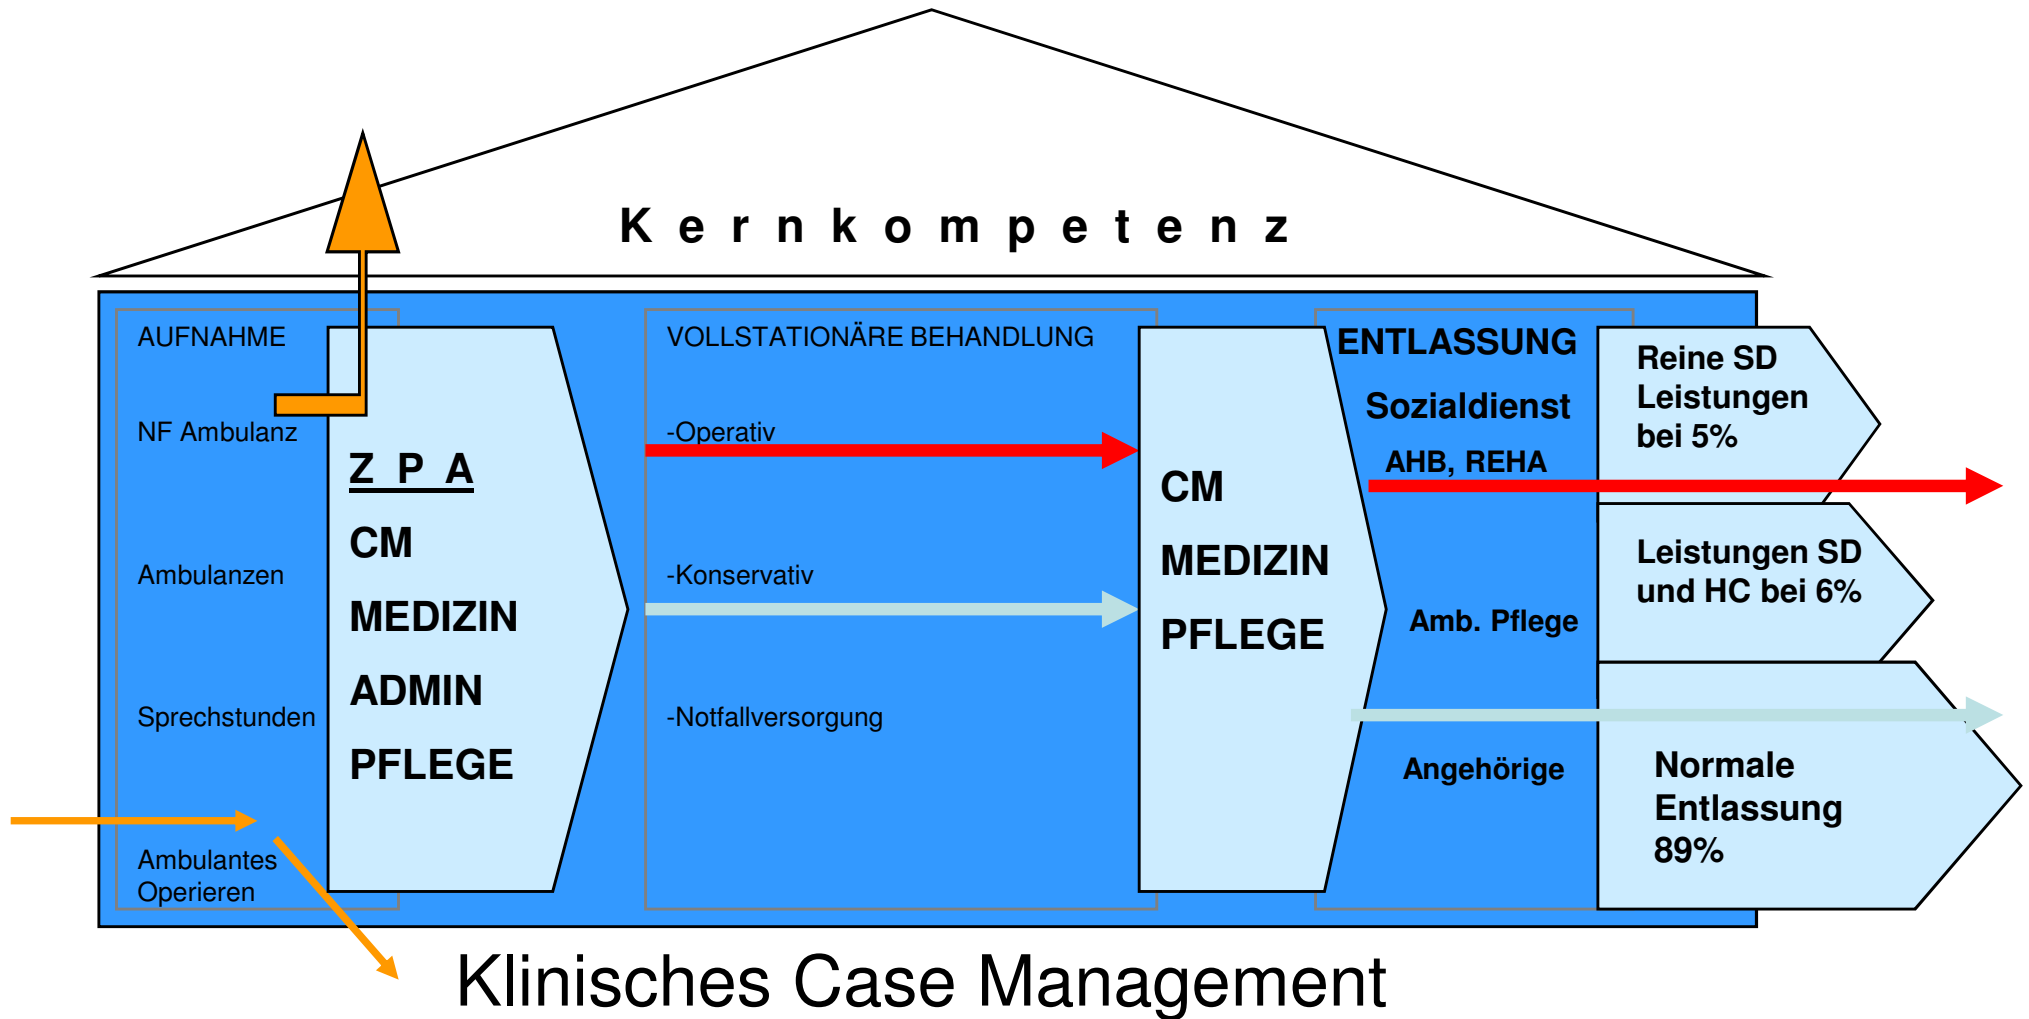 K e r n k o m p e t e n z
AUFNAHME
NF Ambulanz
Ambulanzen
Sprechstunden
Ambulantes
Operieren
Z P A
CM
MEDIZIN
ADMIN
PFLEGE
VOLLSTATIONÄRE BEHANDLUNG
-Operativ
-Konservativ
-Notfallversorgung
CM
MEDIZIN
PFLEGE
ENTLASSUNG
Sozialdienst
AHB, REHA
Amb. Pflege
Angehörige
Reine SD
Leistungen
bei 5%
Leistungen SD
und HC bei 6%
Normale
Entlassung
89%
Klinisches Case Management